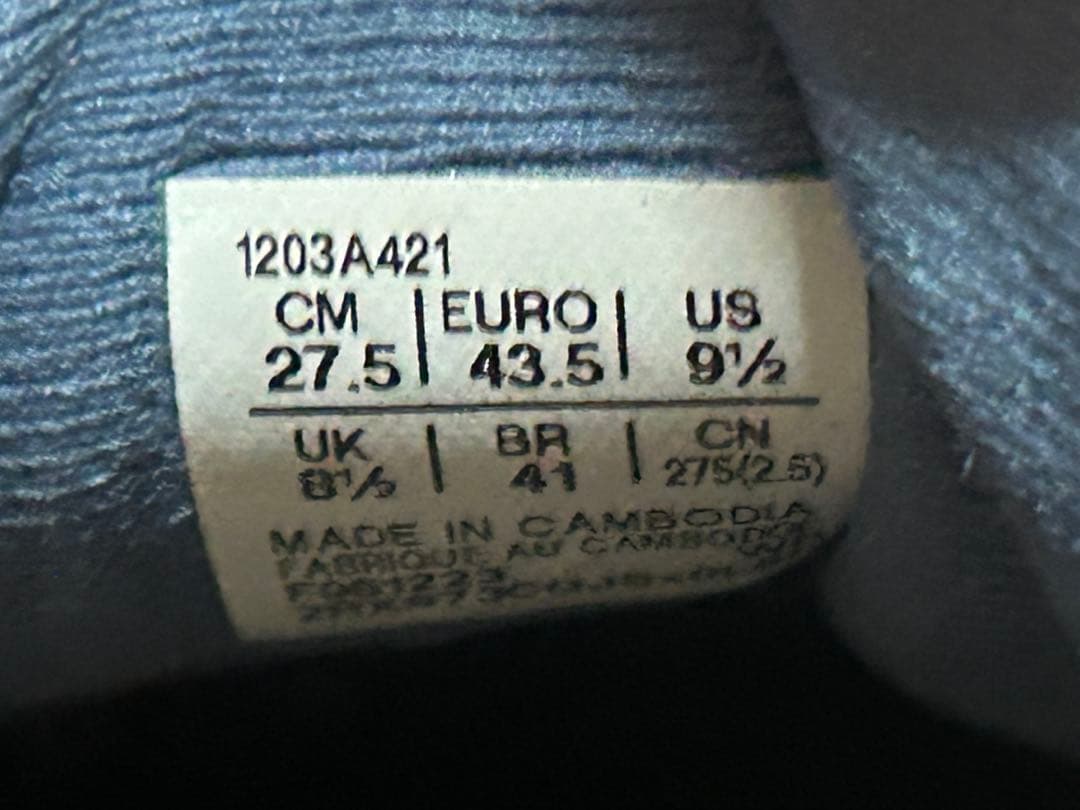 1203A421
CM | EURO | US
27.5 | 43.5 | 9½
UK | BR | CN
8½ | 41 | 275(2.5)
MADE IN CAMBODIA
FABRIQUÉ AU CAMBODGE